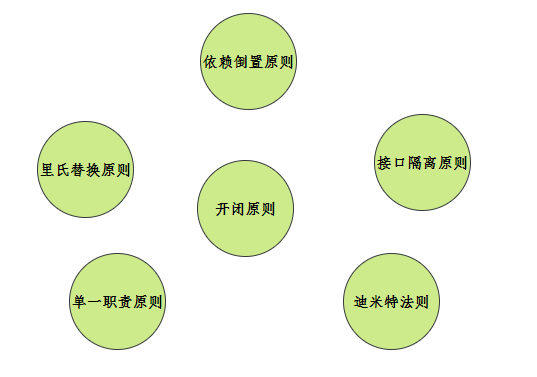 依赖倒置原则
接口隔离原则
里氏替换原则
开闭原则
单一职责原则
迪米特法则